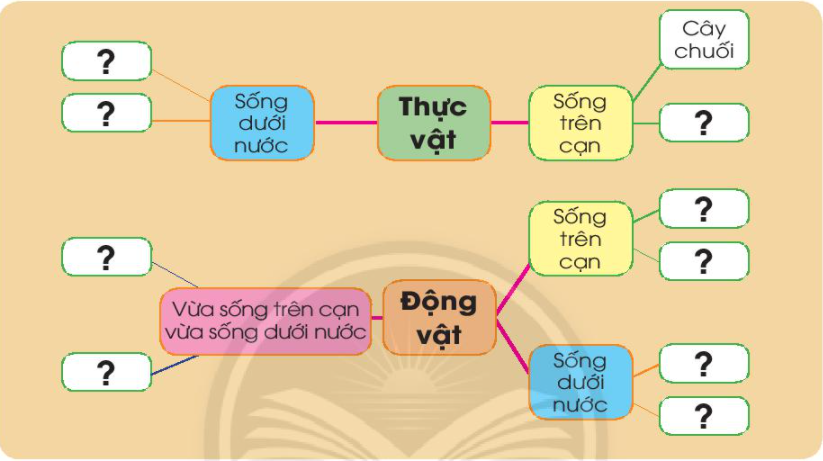 ?
?
Sống
dưới
nước
Thực
vật
Sống
trên
cạn
Cây
chuối
?
?
?
Vừa sống trên cạn
vừa sống dưới nước
Động
vật
Sống
trên
cạn
?
?
Sống
dưới
nước
?
?